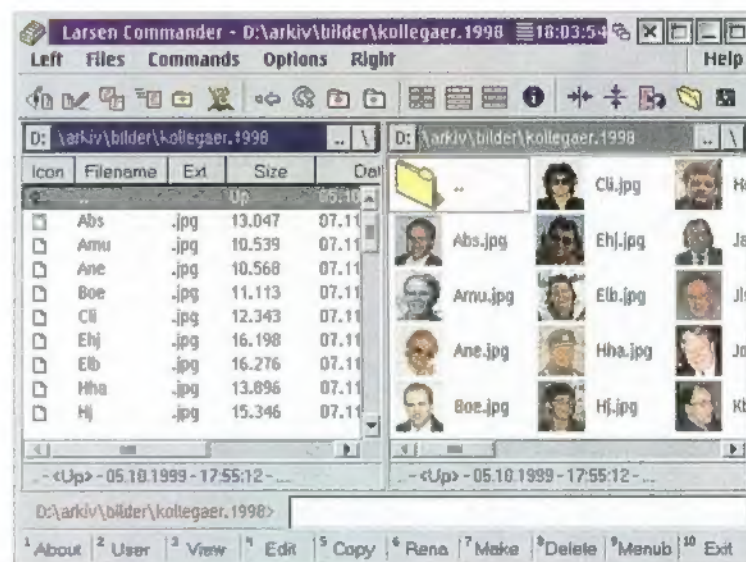 Larsen Commander - D:\arkiv\bilder\kollegaer.1998 18:03:54
Left Files Commands Options Right Help
D: \arkiv\bilder\kollegaer.1998 .. \
Icon Filename Ext Size Dat
.. Up
Abs .jpg 13.047 07.11
Amu .jpg 10.539 07.11
Ane .jpg 10.568 07.11
Boe .jpg 11.113 07.11
Cli .jpg 12.343 07.11
Ehj .jpg 16.198 07.11
Elb .jpg 16.276 07.11
Hha .jpg 13.896 07.11
Hj .jpg 15.346 07.11
.. - <Up> - 05.10.1999 - 17:55:12 - ...
D: \arkiv\bilder\kollegaer.1998 .. \
.. Cli.jpg
Abs.jpg Ehj.jpg
Amu.jpg Elb.jpg
Ane.jpg Hha.jpg
Boe.jpg Hj.jpg
.. - <Up> - 05.10.1999 - 17:55:12 - ...
D:\arkiv\bilder\kollegaer.1998>
1 About 2 User 3 View 4 Edit 5 Copy 6 Rena 7 Make 8 Delete 9 Menub 10 Exit